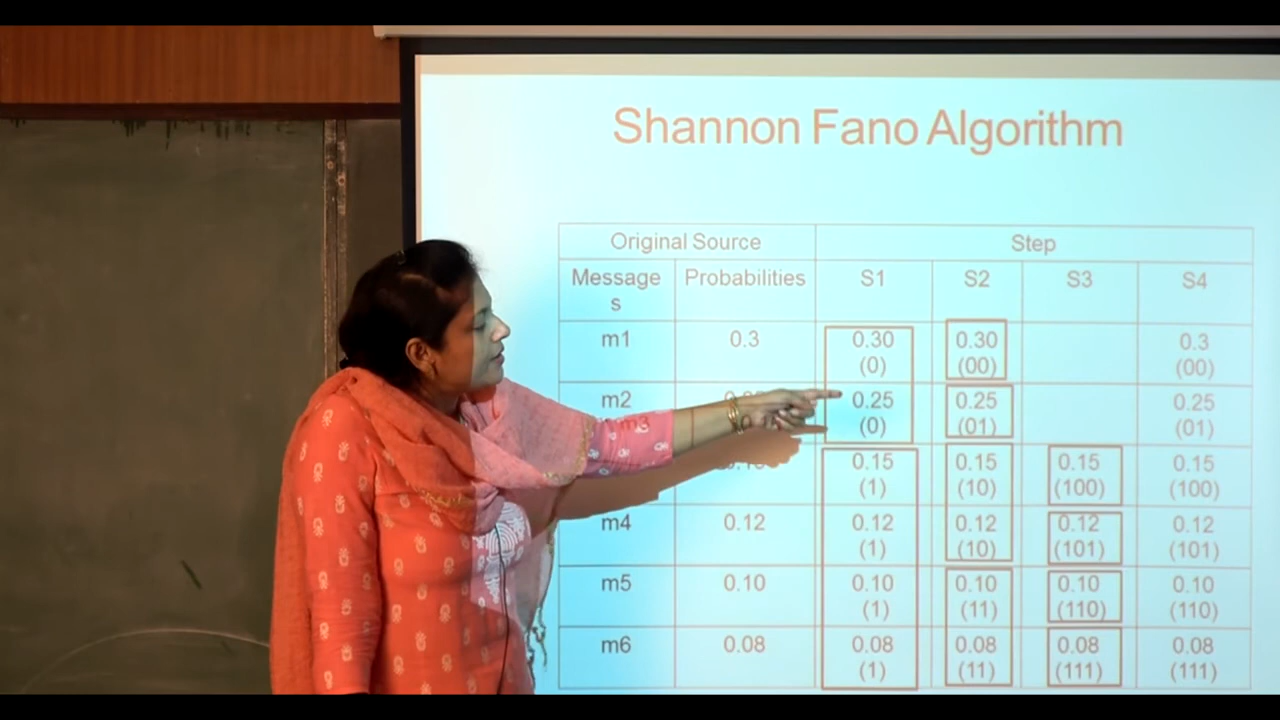 Shannon Fano Algorithm
Original Source Step
Message
s Probabilities S1 S2 S3 S4
m1 0.3 0.30
(0) 0.30
(00) 0.3
(00)
m2 0.25
(0) 0.25
(01) 0.25
(01)
m3 0.15
(1) 0.15
(10) 0.15
(100) 0.15
(100)
m4 0.12 0.12
(1) 0.12
(10) 0.12
(101) 0.12
(101)
m5 0.10 0.10
(1) 0.10
(11) 0.10
(110) 0.10
(110)
m6 0.08 0.08
(1) 0.08
(11) 0.08
(111) 0.08
(111)